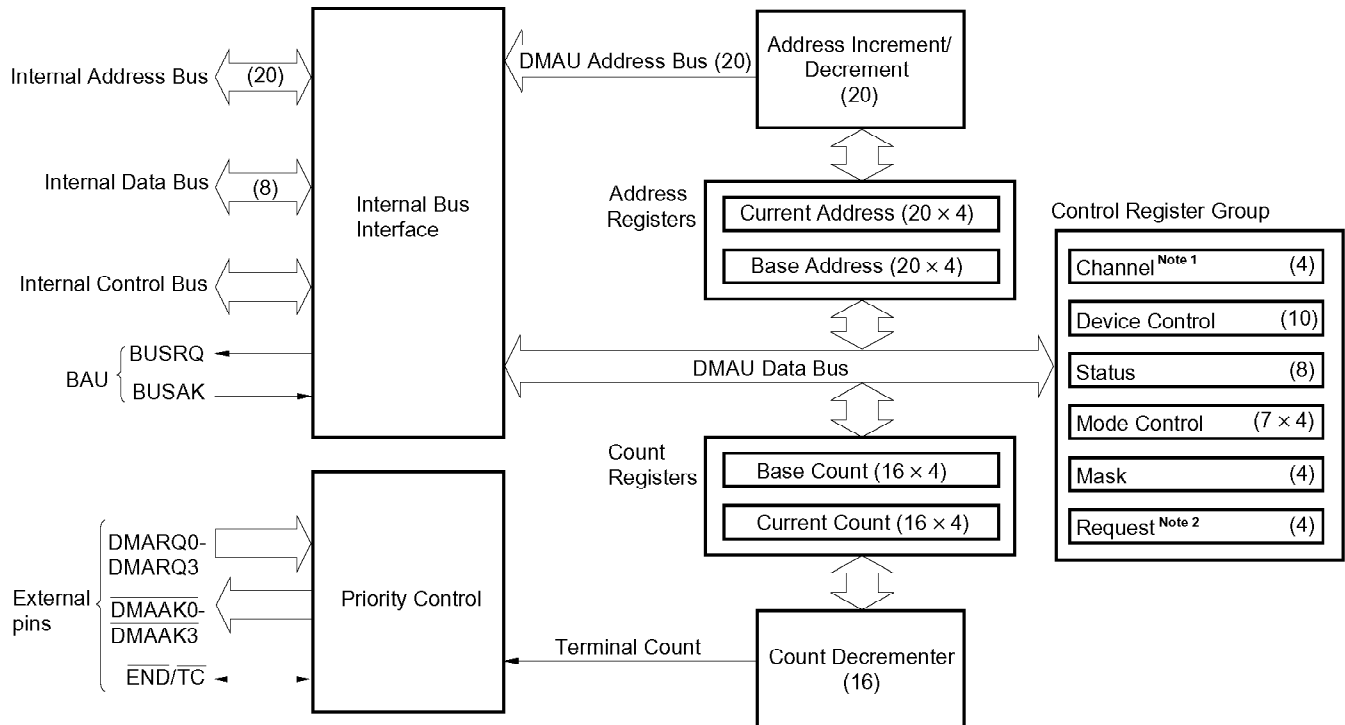 Internal Address Bus
(20)
Internal Data Bus
(8)
Internal Control Bus
BAU
BUSRQ
BUSAK
Internal Bus
Interface
DMAU Address Bus (20)
Address Increment/
Decrement
(20)
Address
Registers
Current Address (20 × 4)
Base Address (20 × 4)
DMAU Data Bus
Count
Registers
Base Count (16 × 4)
Current Count (16 × 4)
Control Register Group
Channel Note 1 (4)
Device Control (10)
Status (8)
Mode Control (7 × 4)
Mask (4)
Request Note 2 (4)
External
pins
DMARQ0-
DMARQ3
DMAAK0-
DMAAK3
END/TC
Priority Control
Terminal Count
Count Decrementer
(16)